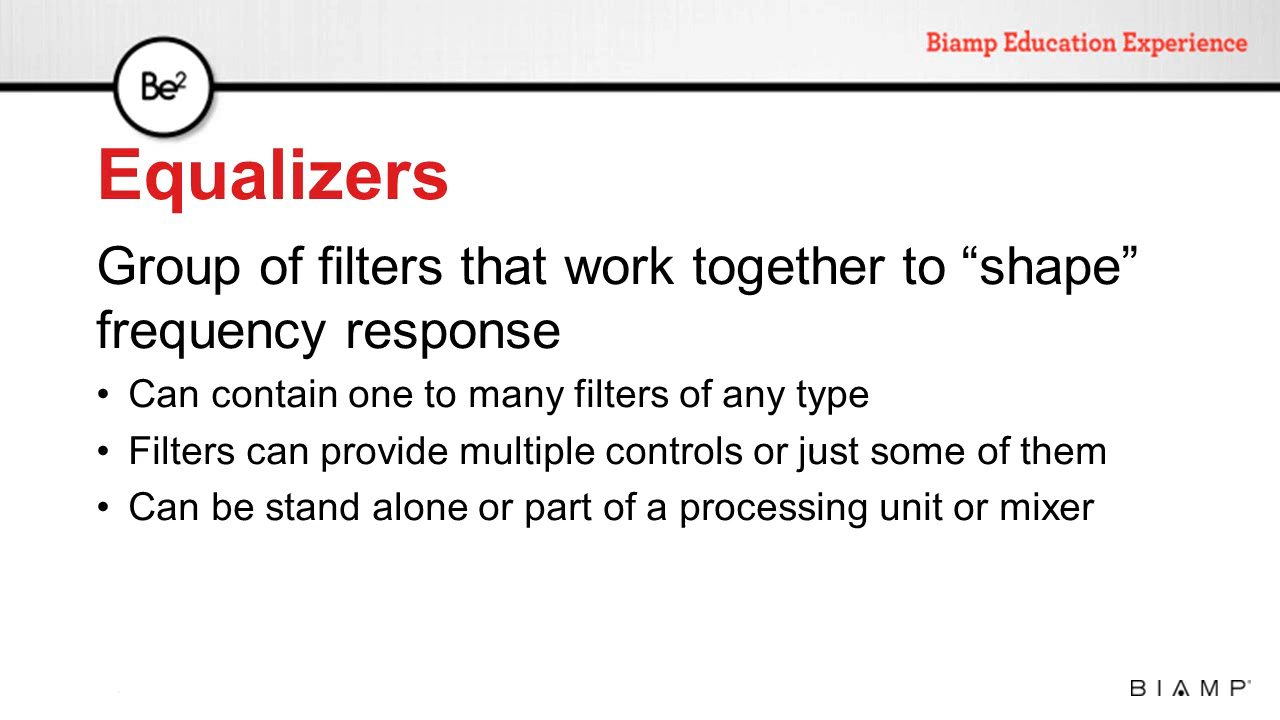 Biamp Education Experience
Be²
Equalizers
Group of filters that work together to “shape”
frequency response
• Can contain one to many filters of any type
• Filters can provide multiple controls or just some of them
• Can be stand alone or part of a processing unit or mixer
BIAMP